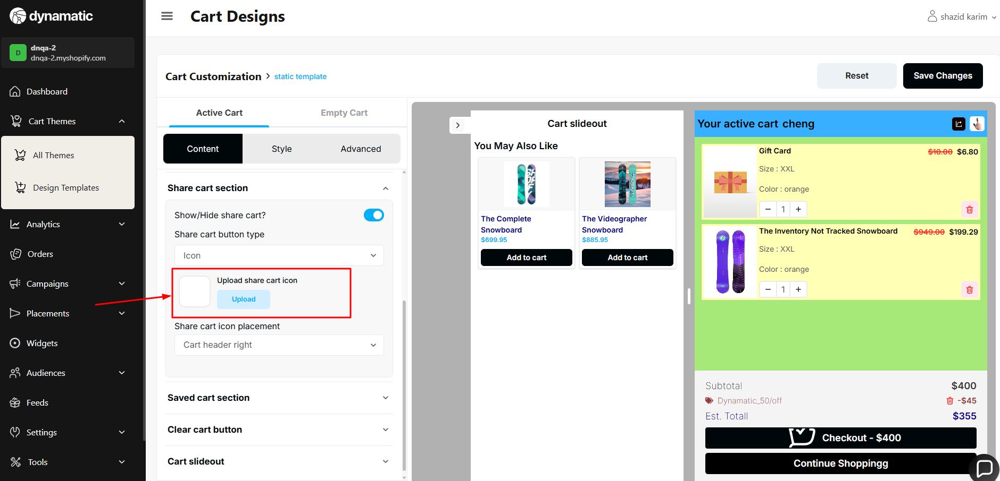 dynamatic
D
dnqa-2
dnqa-2.myshopify.com
Dashboard
Cart Themes
All Themes
Design Templates
Analytics
Orders
Campaigns
Placements
Widgets
Audiences
Feeds
Settings
Tools
Cart Designs
shazid karim
Cart Customization > static template
Reset
Save Changes
Active Cart
Empty Cart
Content
Style
Advanced
Share cart section
Show/Hide share cart?
Share cart button type
Icon
Upload share cart icon
Upload
Share cart icon placement
Cart header right
Saved cart section
Clear cart button
Cart slideout
Cart slideout
You May Also Like
The Complete
Snowboard
$699.95
Add to cart
The Videographer
Snowboard
$885.95
Add to cart
Your active cart cheng
Gift Card
$10.00 $6.80
Size : XXL
Color : orange
− 1 +
The Inventory Not Tracked Snowboard
$949.00 $199.29
Size : XXL
Color : orange
− 1 +
Subtotal
$400
Dynamatic_50/off
-$45
Est. Totall
$355
Checkout - $400
Continue Shoppingg